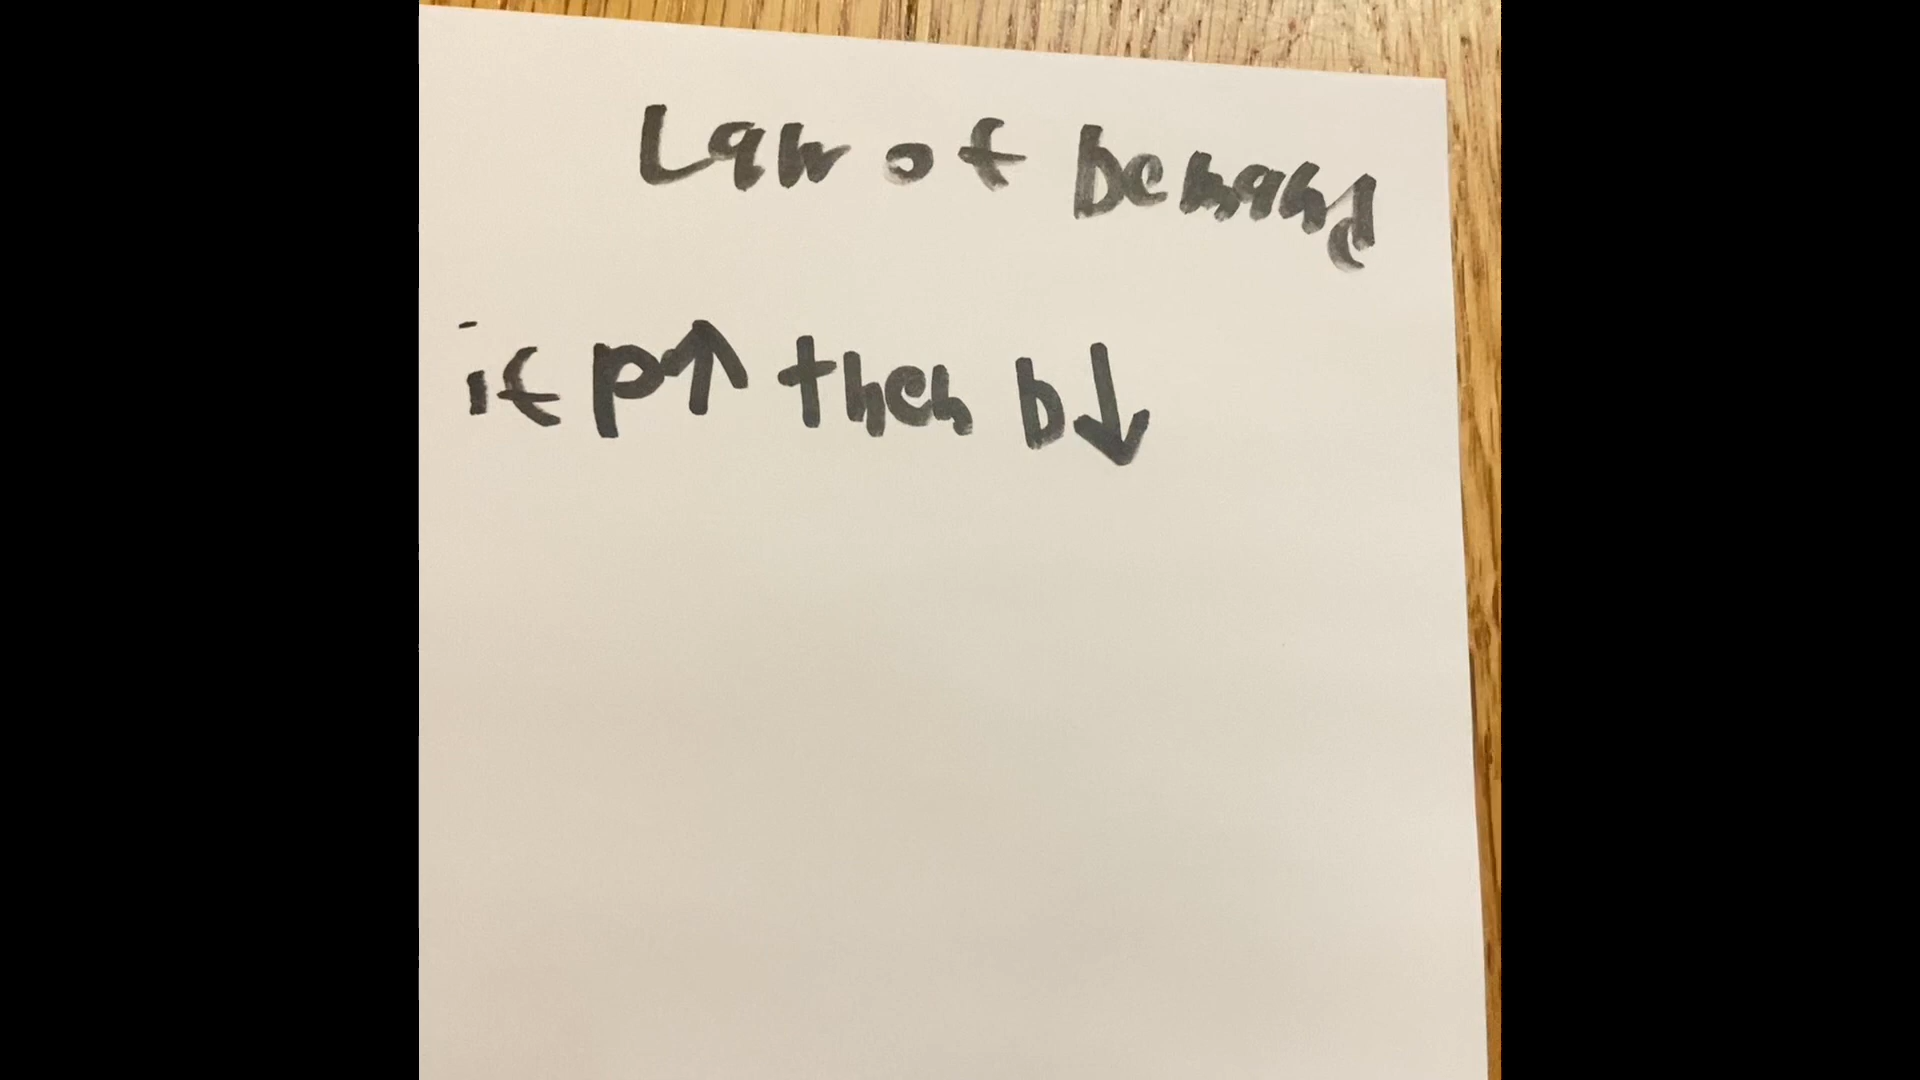 Law of Demand
if P↑ then D↓